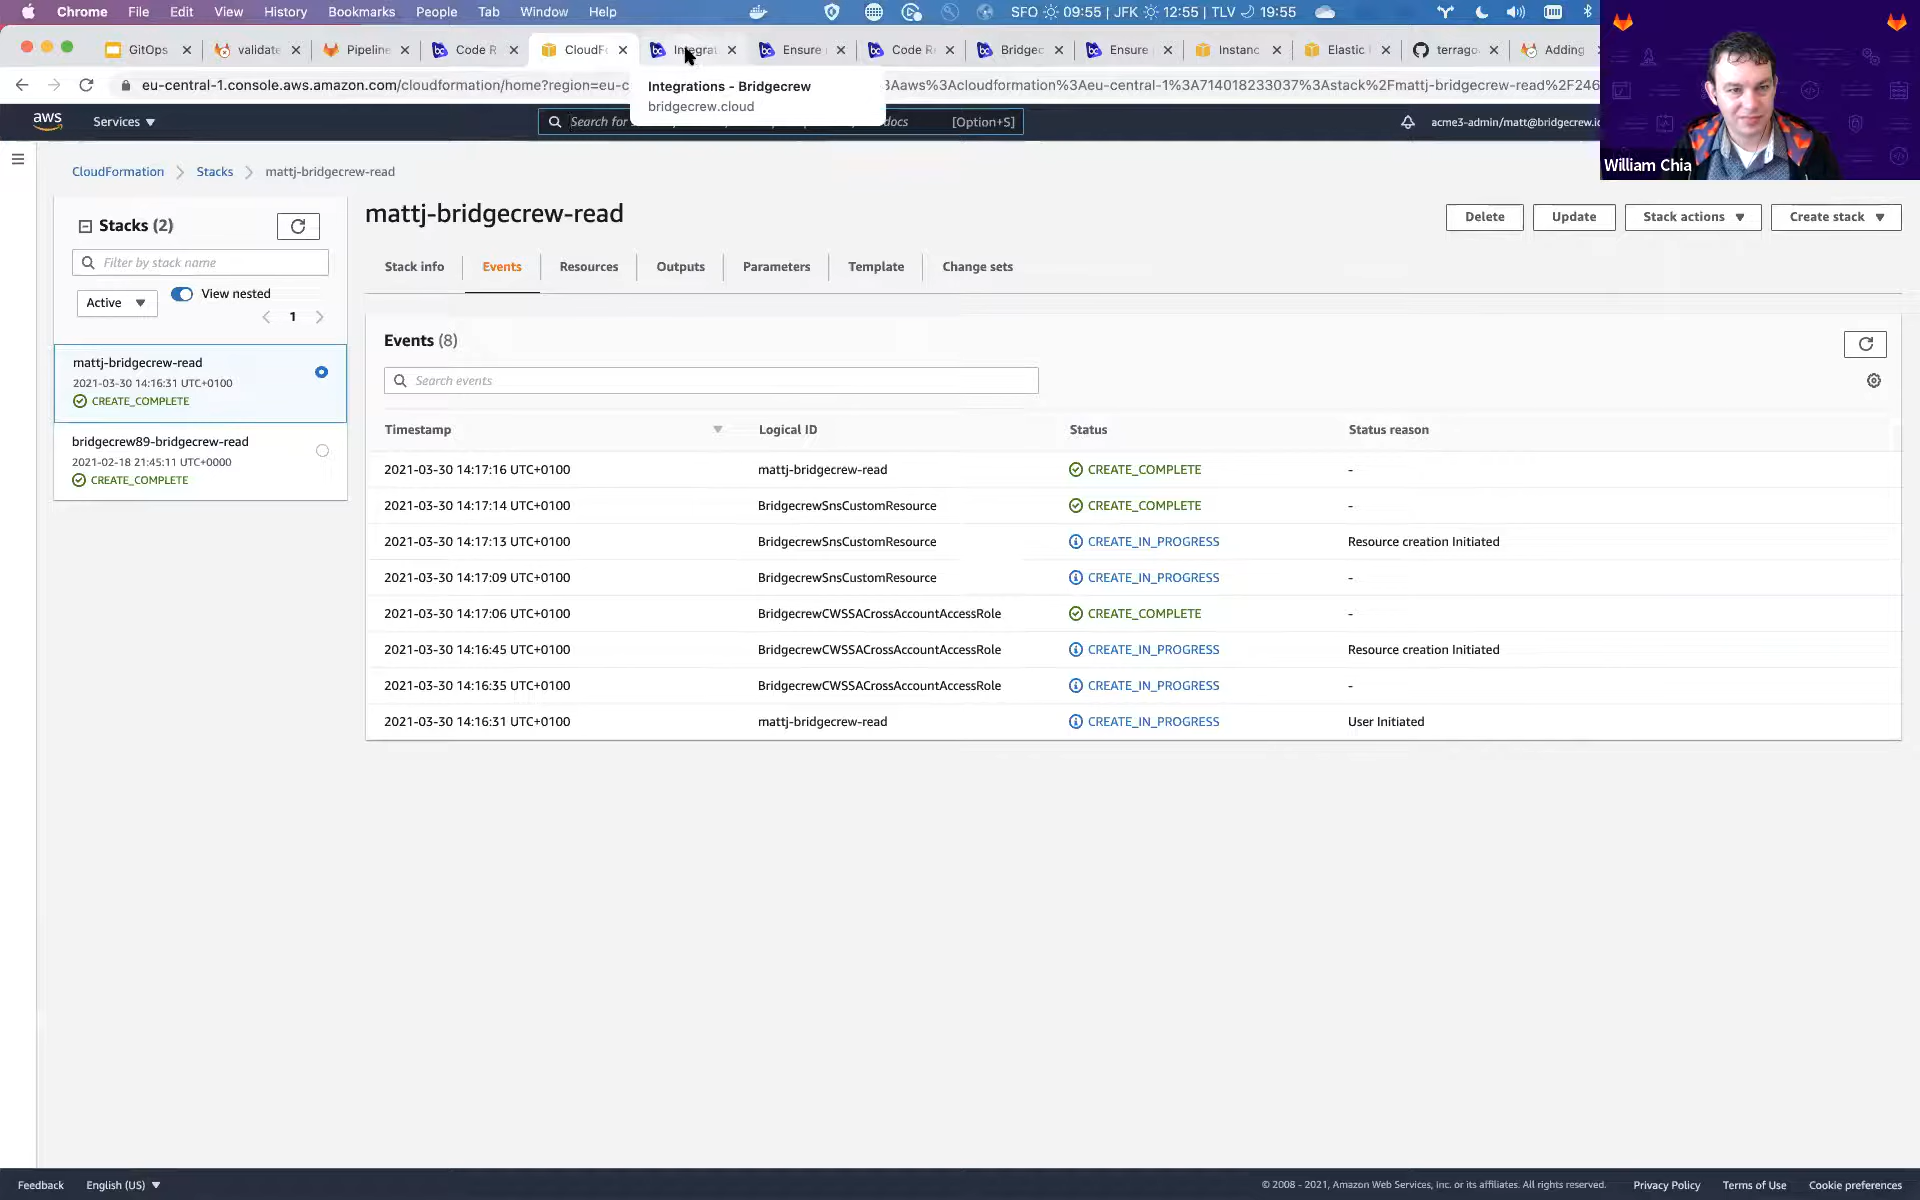 Chrome File Edit View History Bookmarks People Tab Window Help SFO 09:55 | JFK 12:55 | TLV 19:55
GitOps validate Pipeline Code R CloudFo Integrat Ensure Code Re Bridgec Ensure Instanc Elastic terrago Adding
eu-central-1.console.aws.amazon.com/cloudformation/home?region=eu-c 3Aaws%3Acloudformation%3Aeu-central-1%3A714018233037%3Astack%2Fmattj-bridgecrew-read%2F246
Integrations - Bridgecrew
bridgecrew.cloud
aws Services Search for docs [Option+S] acme3-admin/matt@bridgecrew.io
William Chia
CloudFormation Stacks mattj-bridgecrew-read
Stacks (2)
Filter by stack name
Active View nested
1
mattj-bridgecrew-read
2021-03-30 14:16:31 UTC+0100
CREATE_COMPLETE
bridgecrew89-bridgecrew-read
2021-02-18 21:45:11 UTC+0000
CREATE_COMPLETE
mattj-bridgecrew-read
Delete Update Stack actions Create stack
Stack info Events Resources Outputs Parameters Template Change sets
Events (8)
Search events
Timestamp Logical ID Status Status reason
2021-03-30 14:17:16 UTC+0100 mattj-bridgecrew-read CREATE_COMPLETE -
2021-03-30 14:17:14 UTC+0100 BridgecrewSnsCustomResource CREATE_COMPLETE -
2021-03-30 14:17:13 UTC+0100 BridgecrewSnsCustomResource CREATE_IN_PROGRESS Resource creation Initiated
2021-03-30 14:17:09 UTC+0100 BridgecrewSnsCustomResource CREATE_IN_PROGRESS -
2021-03-30 14:17:06 UTC+0100 BridgecrewCWSSACrossAccountAccessRole CREATE_COMPLETE -
2021-03-30 14:16:45 UTC+0100 BridgecrewCWSSACrossAccountAccessRole CREATE_IN_PROGRESS Resource creation Initiated
2021-03-30 14:16:35 UTC+0100 BridgecrewCWSSACrossAccountAccessRole CREATE_IN_PROGRESS -
2021-03-30 14:16:31 UTC+0100 mattj-bridgecrew-read CREATE_IN_PROGRESS User Initiated
Feedback English (US) © 2008 - 2021, Amazon Web Services, Inc. or its affiliates. All rights reserved. Privacy Policy Terms of Use Cookie preferences